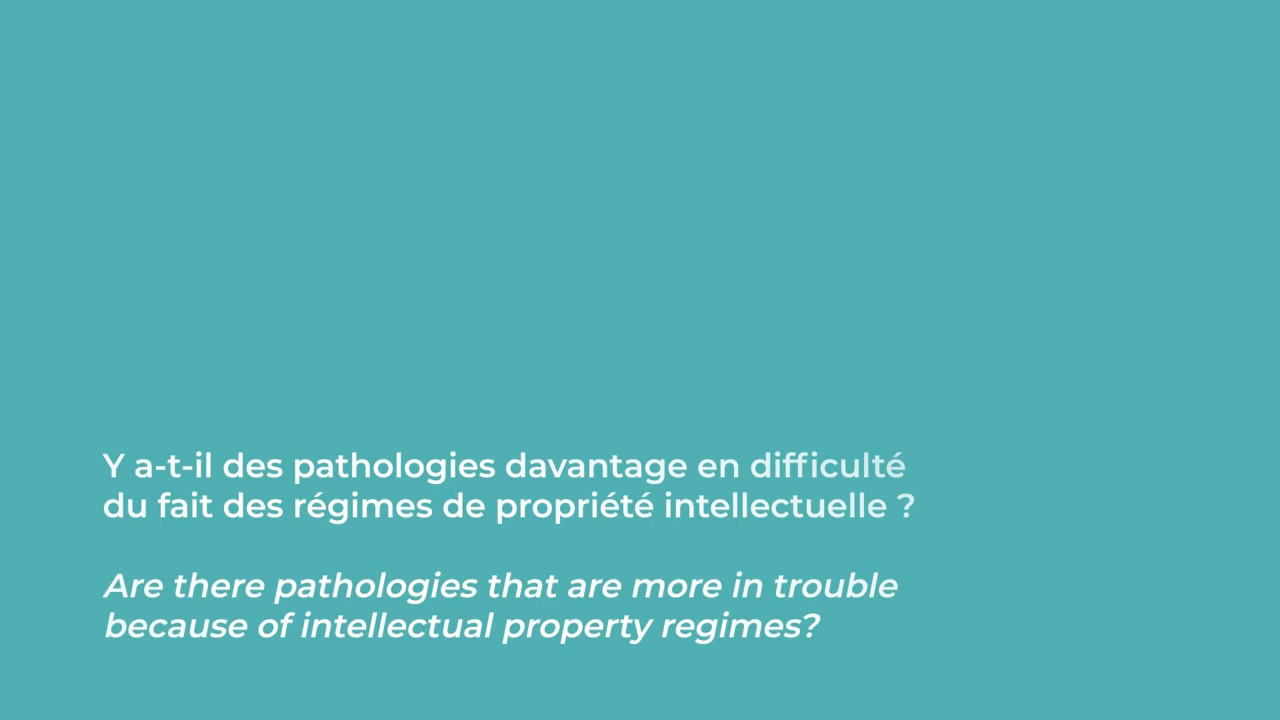 Y a-t-il des pathologies davantage en difficulté
du fait des régimes de propriété intellectuelle ?
Are there pathologies that are more in trouble
because of intellectual property regimes?